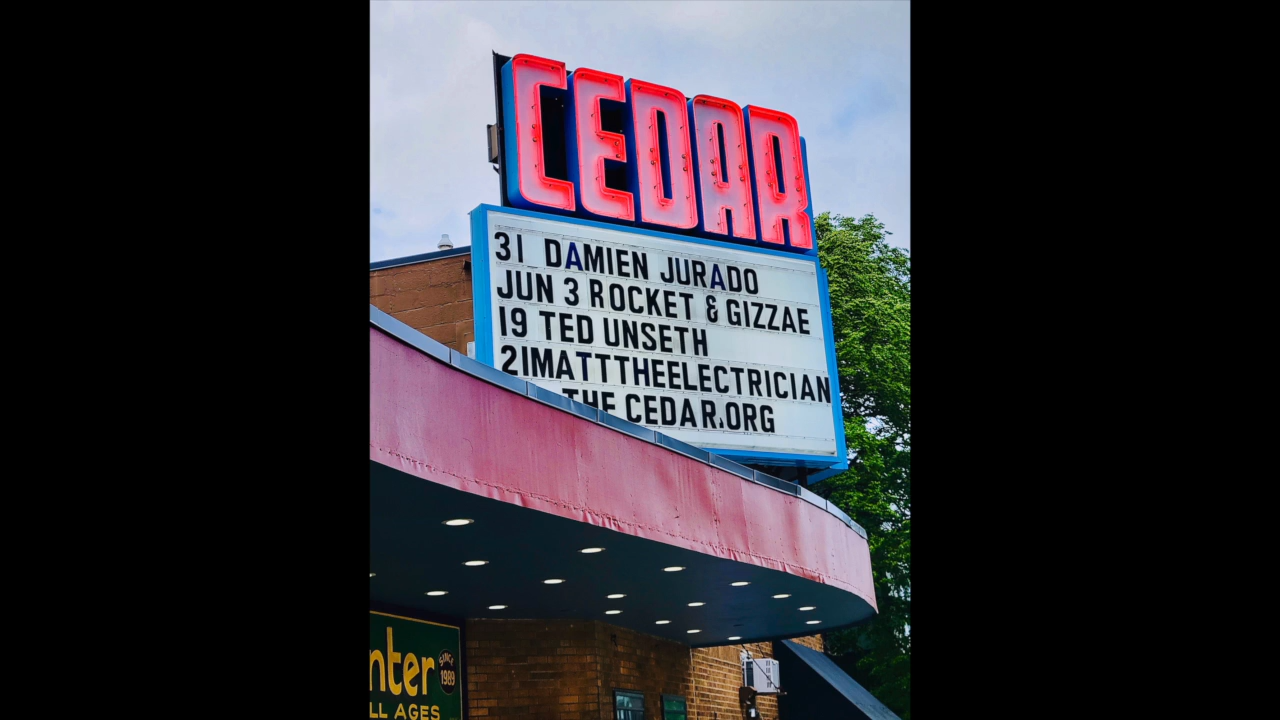 CEDAR
31 DAMIEN JURADO
JUN 3 ROCKET & GIZZAE
19 TED UNSETH
21MATTTHEELECTRICIAN
THE CEDAR.ORG
nter
SINCE
1989
LL AGES